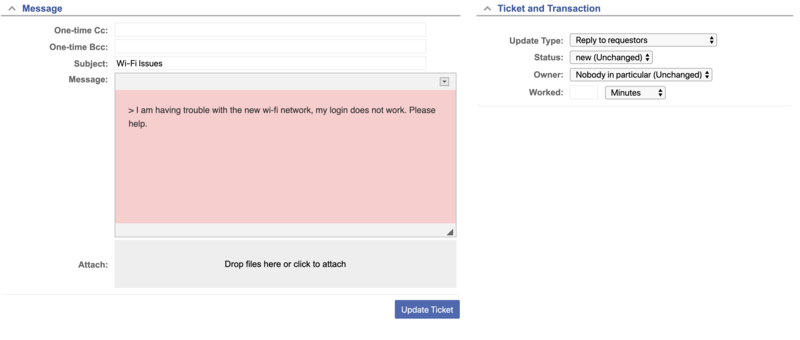 Message
One-time Cc:
One-time Bcc:
Subject: Wi-Fi Issues
Message:
> I am having trouble with the new wi-fi network, my login does not work. Please
help.
Attach: Drop files here or click to attach
Update Ticket
Ticket and Transaction
Update Type: Reply to requestors
Status: new (Unchanged)
Owner: Nobody in particular (Unchanged)
Worked: Minutes